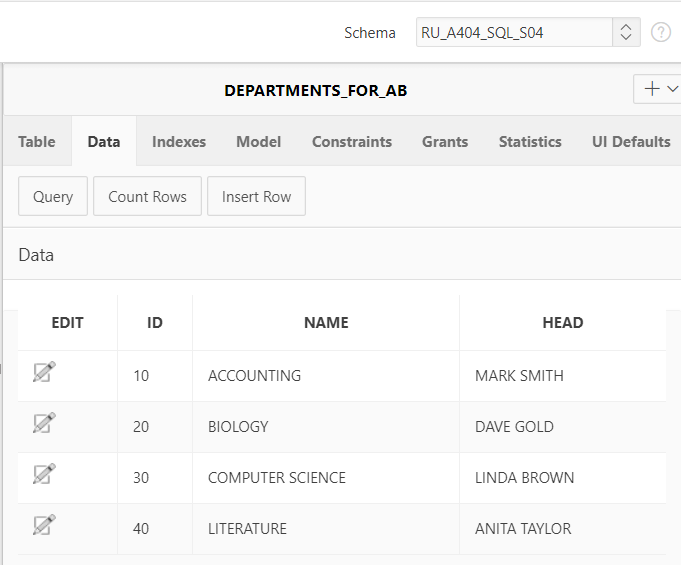 Schema RU_A404_SQL_S04
DEPARTMENTS_FOR_AB
Table Data Indexes Model Constraints Grants Statistics UI Defaults
Query Count Rows Insert Row
Data
EDIT ID NAME HEAD
10 ACCOUNTING MARK SMITH
20 BIOLOGY DAVE GOLD
30 COMPUTER SCIENCE LINDA BROWN
40 LITERATURE ANITA TAYLOR